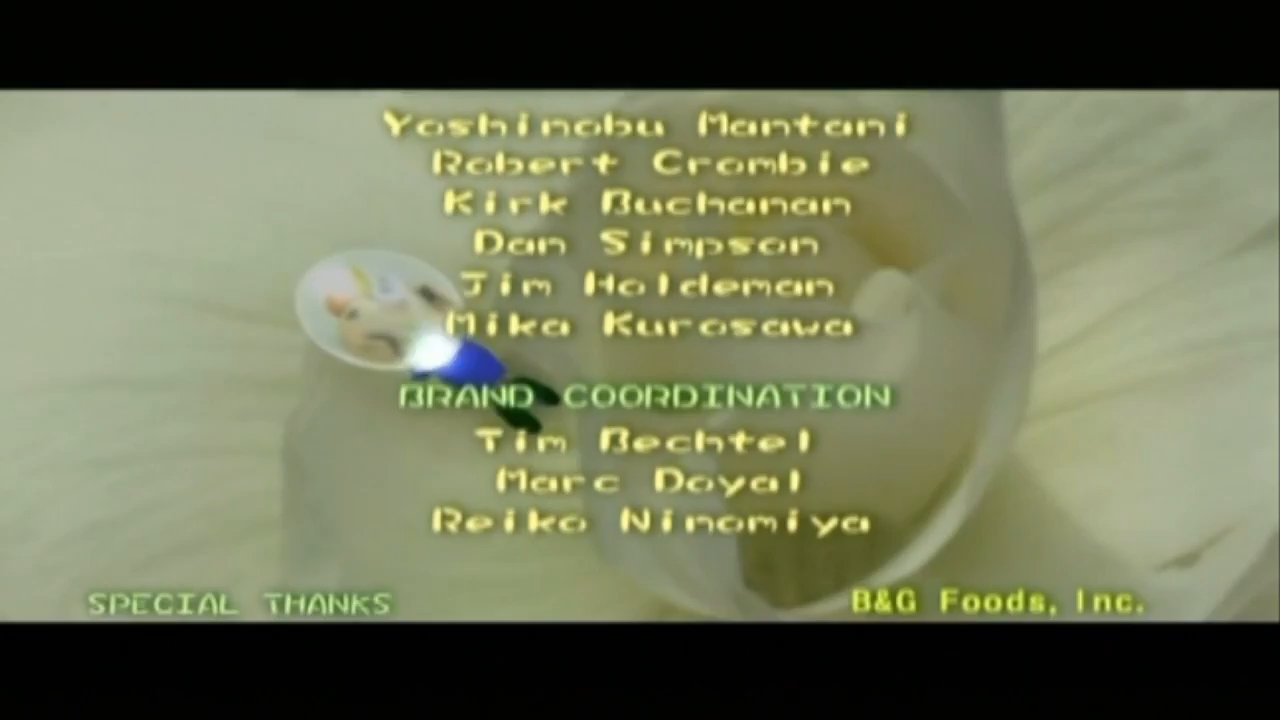 Yoshinobu Mantani
Robert Crombie
Kirk Buchanan
Dan Simpson
Jim Holdeman
Mika Kurosawa
BRAND COORDINATION
Tim Bechtel
Marc Doyal
Reiko Ninomiya
SPECIAL THANKS
B&G Foods, Inc.